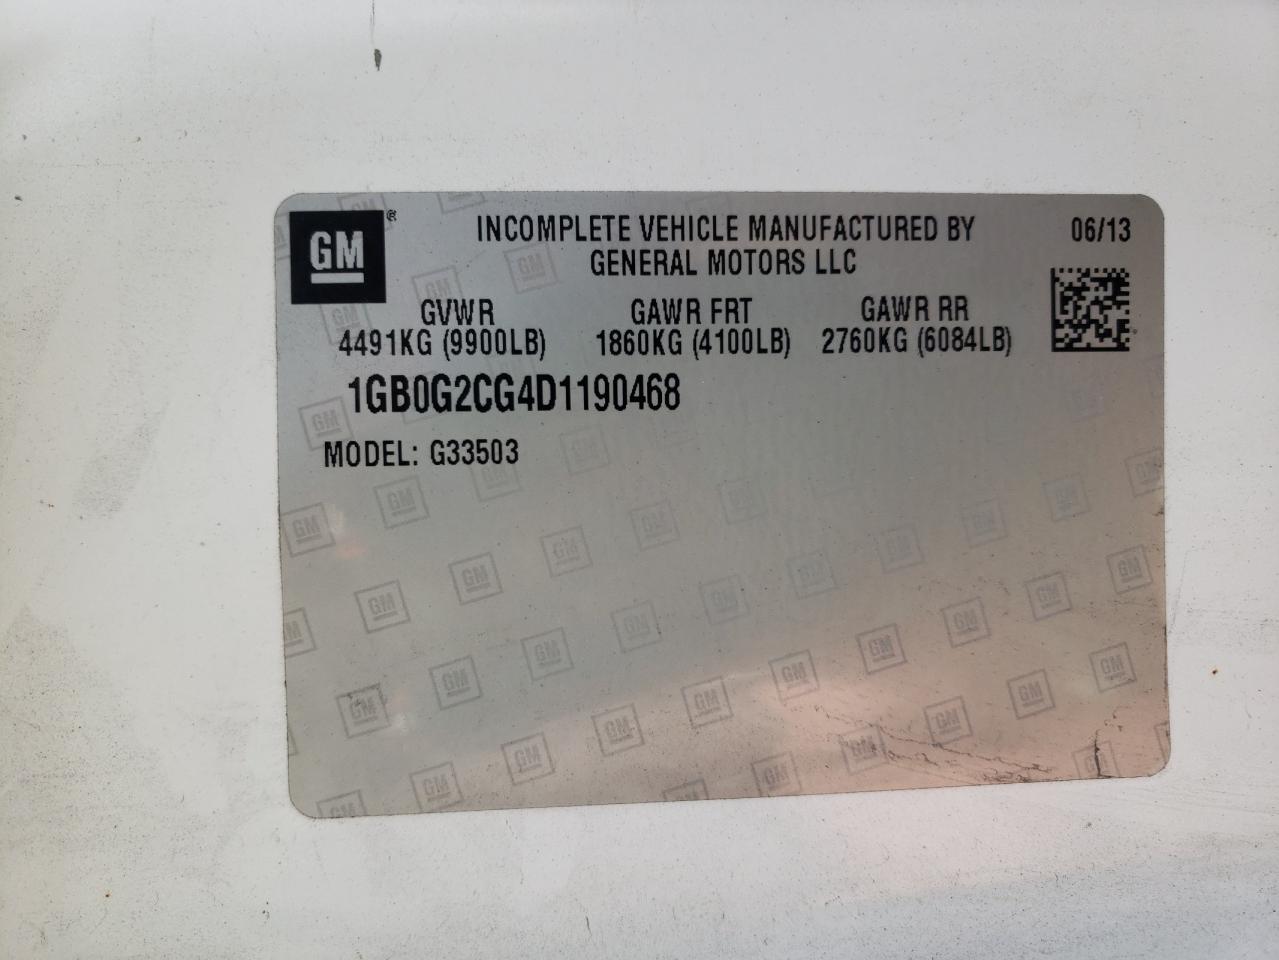 GM®
INCOMPLETE VEHICLE MANUFACTURED BY
GENERAL MOTORS LLC
06/13
GVWR GAWR FRT GAWR RR
4491KG (9900LB) 1860KG (4100LB) 2760KG (6084LB)
1GB0G2CG4D1190468
MODEL: G33503